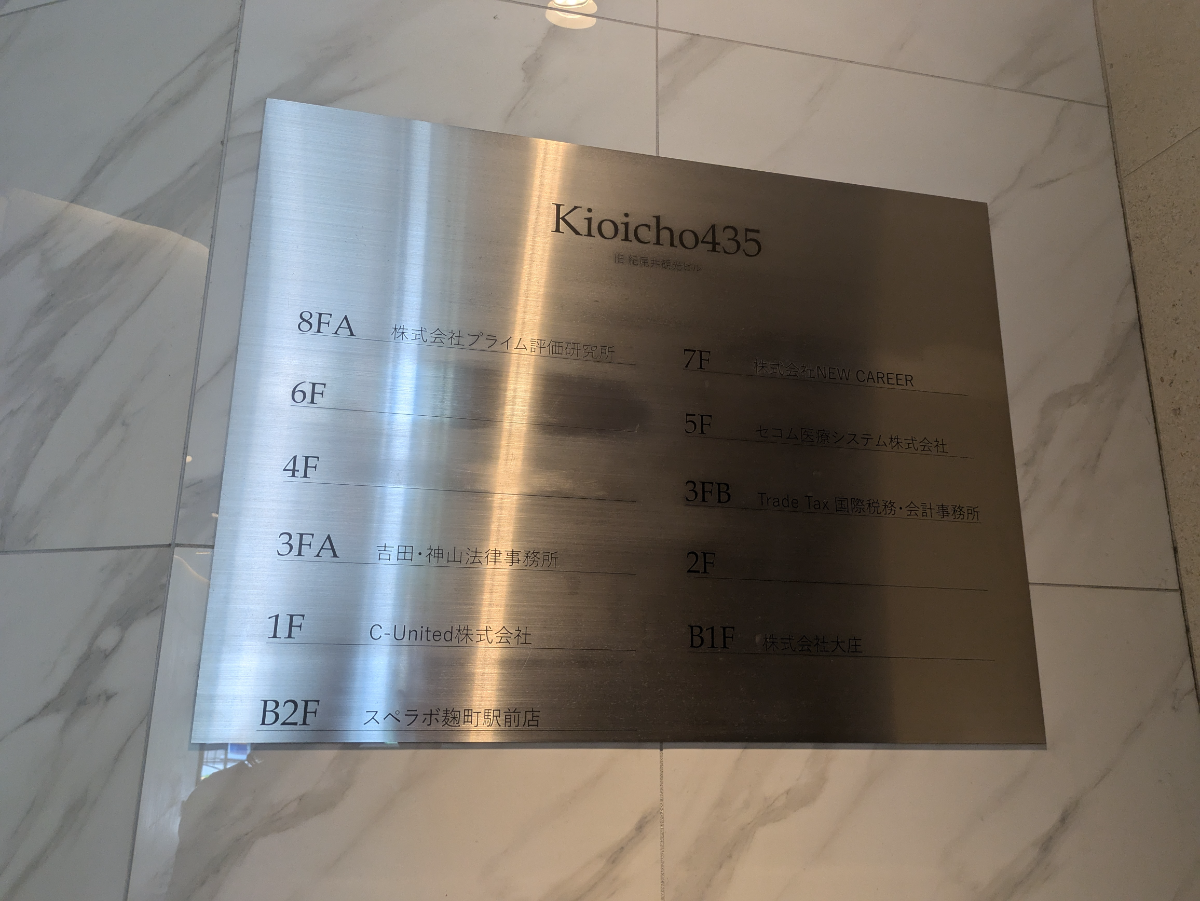 Kioicho435
8FA 株式会社プライム評価研究所
7F 株式会社NEW CAREER
6F
5F セコム医療システム株式会社
4F
3FB Trade Tax 国際税務・会計事務所
3FA 吉田・神山法律事務所
2F
1F C-United株式会社
B1F 株式会社大庄
B2F スペラボ麹町駅前店